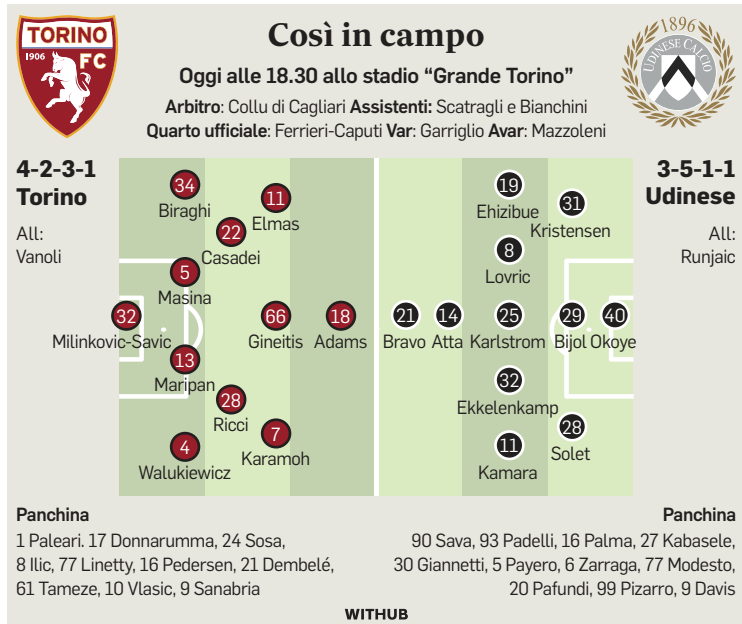 TORINO
1906
FC
Così in campo
Oggi alle 18.30 allo stadio “Grande Torino”
Arbitro: Collu di Cagliari Assistenti: Scatragli e Bianchini
Quarto ufficiale: Ferrieri-Caputi Var: Garriglio Avar: Mazzoleni
1896
UDINESE CALCIO
4-2-3-1
Torino
All:
Vanoli
3-5-1-1
Udinese
All:
Runjaic
34
Biraghi
11
Elmas
22
Casadei
5
Masina
32
Milinkovic-Savic
66
Gineitis
18
Adams
13
Maripan
28
Ricci
7
Karamoh
4
Walukiewicz
19
Ehizibue
31
Kristensen
8
Lovric
21
Bravo
14
Atta
25
Karlstrom
29
Bijol
40
Okoye
32
Ekkelenkamp
28
Solet
11
Kamara
Panchina
1 Paleari. 17 Donnarumma, 24 Sosa,
8 Ilic, 77 Linetty, 16 Pedersen, 21 Dembelé,
61 Tameze, 10 Vlasic, 9 Sanabria
Panchina
90 Sava, 93 Padelli, 16 Palma, 27 Kabasele,
30 Giannetti, 5 Payero, 6 Zarraga, 77 Modesto,
20 Pafundi, 99 Pizarro, 9 Davis
WITHUB